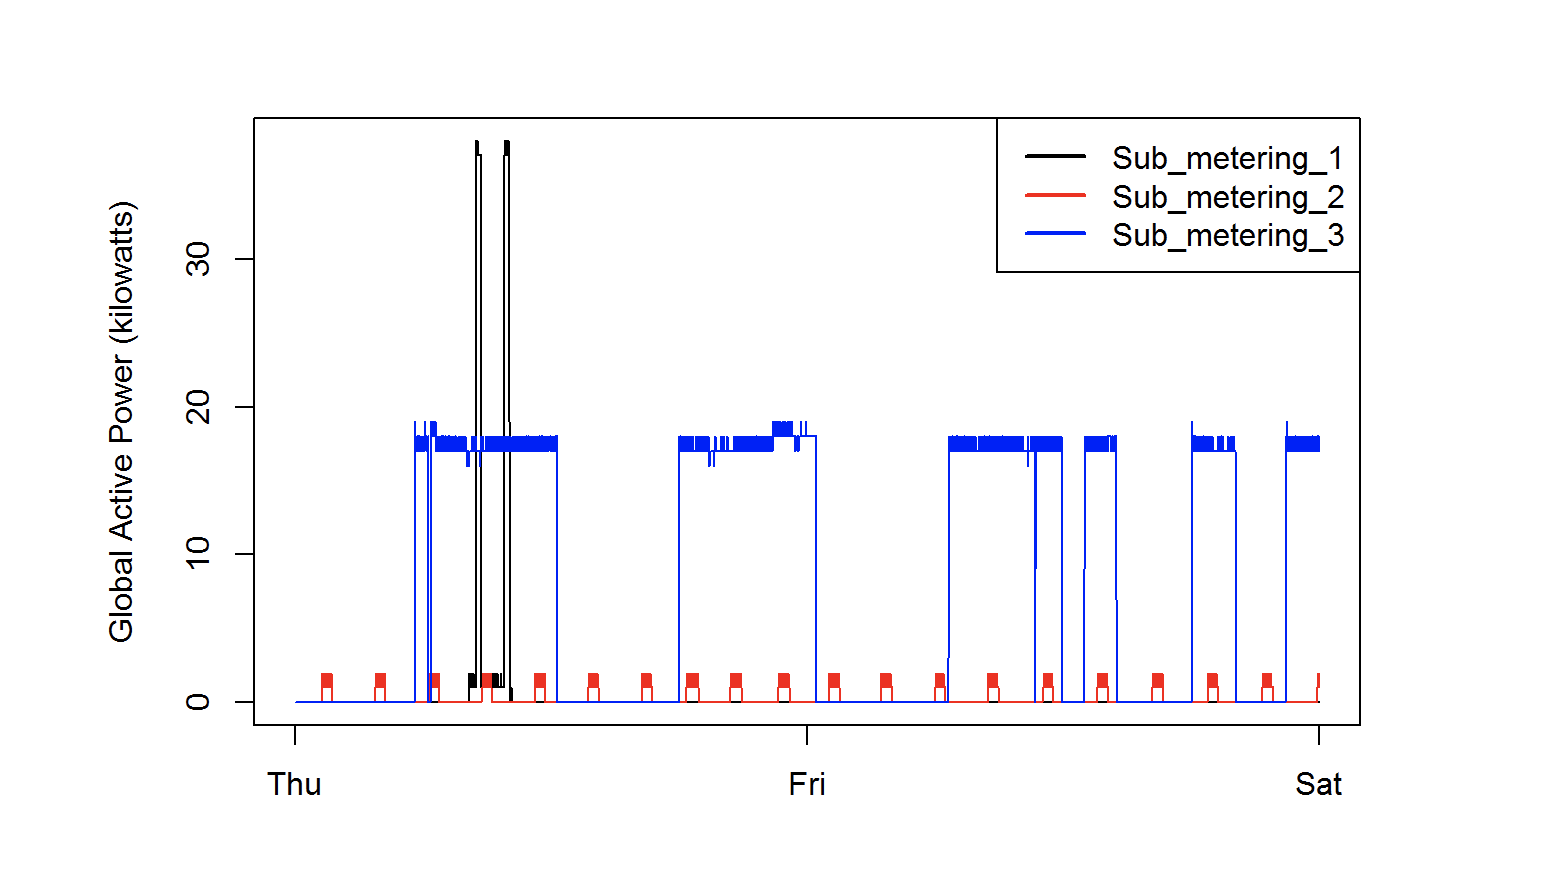 Sub_metering_1
Sub_metering_2
Sub_metering_3
Global Active Power (kilowatts)
30
20
10
0
Thu Fri Sat